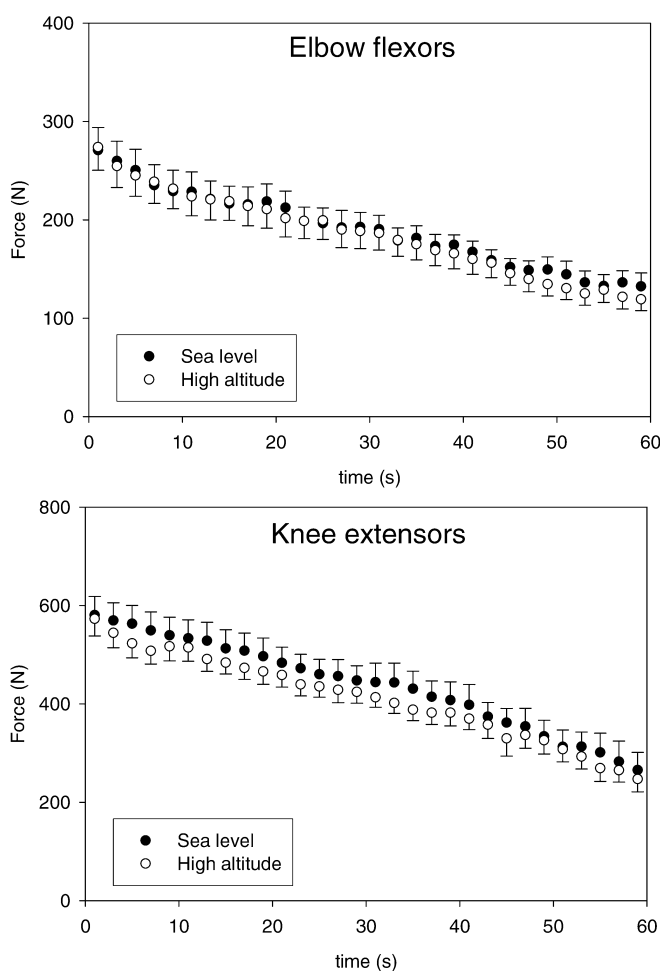 Elbow flexors
400
300
200
100
0
Force (N)
Sea level
High altitude
0 10 20 30 40 50 60
time (s)
Knee extensors
800
600
400
200
0
Force (N)
Sea level
High altitude
0 10 20 30 40 50 60
time (s)